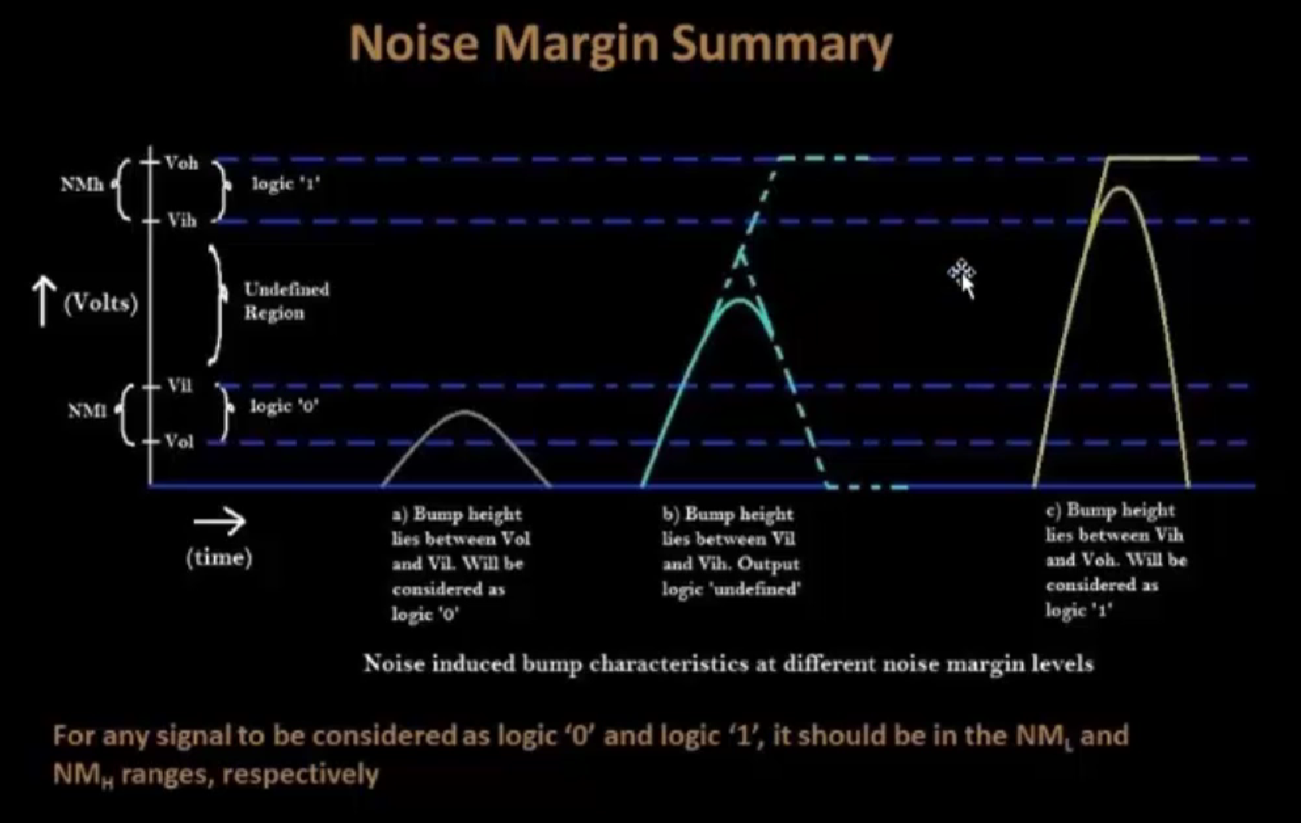 Noise Margin Summary
Voh
NMh
logic '1'
Vih
Undefined
Region
(Volts)
Vil
NMl
logic '0'
Vol
(time)
a) Bump height
lies between Vol
and Vil. Will be
considered as
logic '0'
b) Bump height
lies between Vil
and Vih. Output
logic 'undefined'
c) Bump height
lies between Vih
and Voh. Will be
considered as
logic '1'
Noise induced bump characteristics at different noise margin levels
For any signal to be considered as logic ‘0’ and logic ‘1’, it should be in the NML and
NMH ranges, respectively